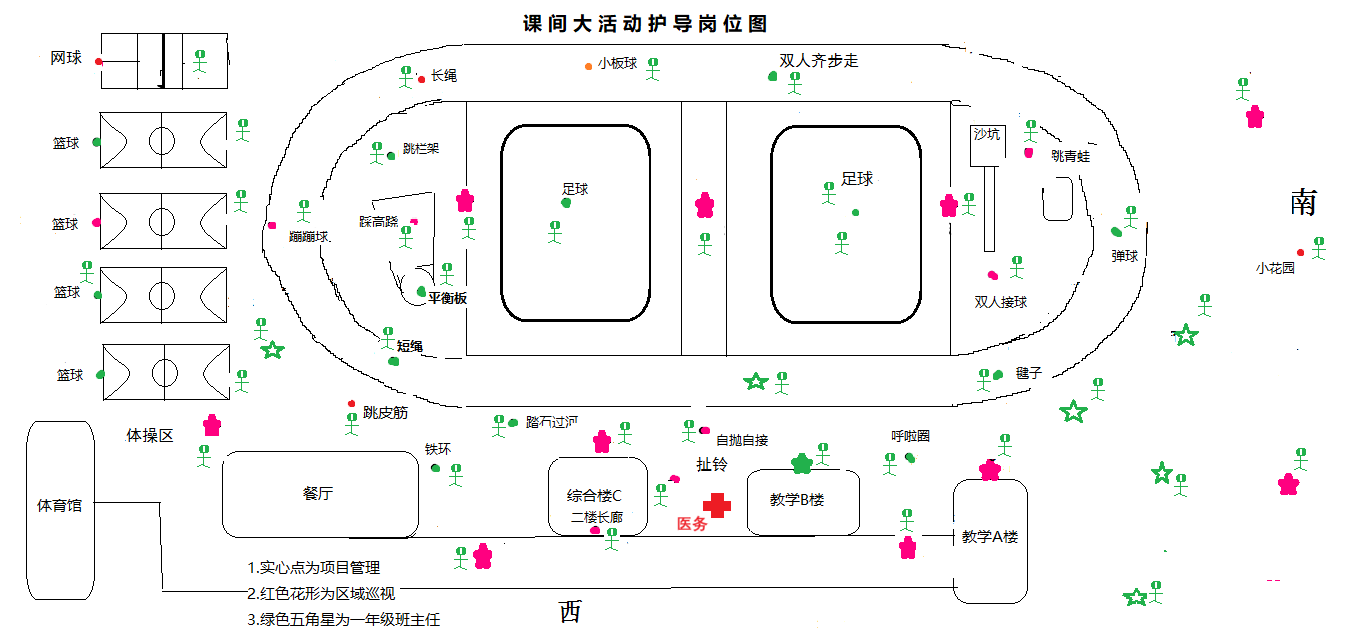 课间大活动护导岗位图
网球
长绳
小板球
双人齐步走
篮球
跳栏架
沙坑
跳青蛙
足球
足球
南
篮球
踩高跷
蹦蹦球
弹球
小花园
篮球
平衡板
双人接球
短绳
篮球
毽子
跳皮筋
体操区
踏石过河
自抛自接
呼啦圈
铁环
扯铃
餐厅
综合楼C
二楼长廊
医务
教学B楼
体育馆
教学A楼
1.实心点为项目管理
2.红色花形为区域巡视
3.绿色五角星为一年级班主任
西